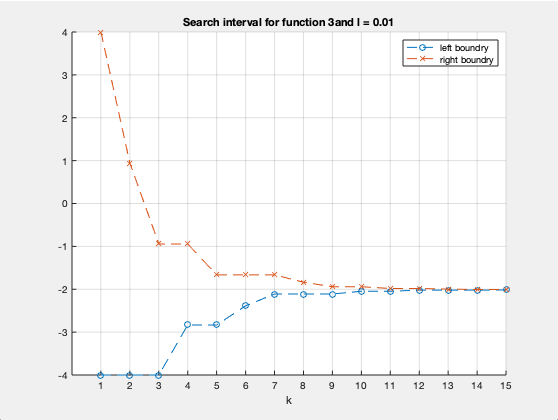 Search interval for function 3and l = 0.01
left boundry
right boundry
4
3
2
1
0
-1
-2
-3
-4
1 2 3 4 5 6 7 8 9 10 11 12 13 14 15
k